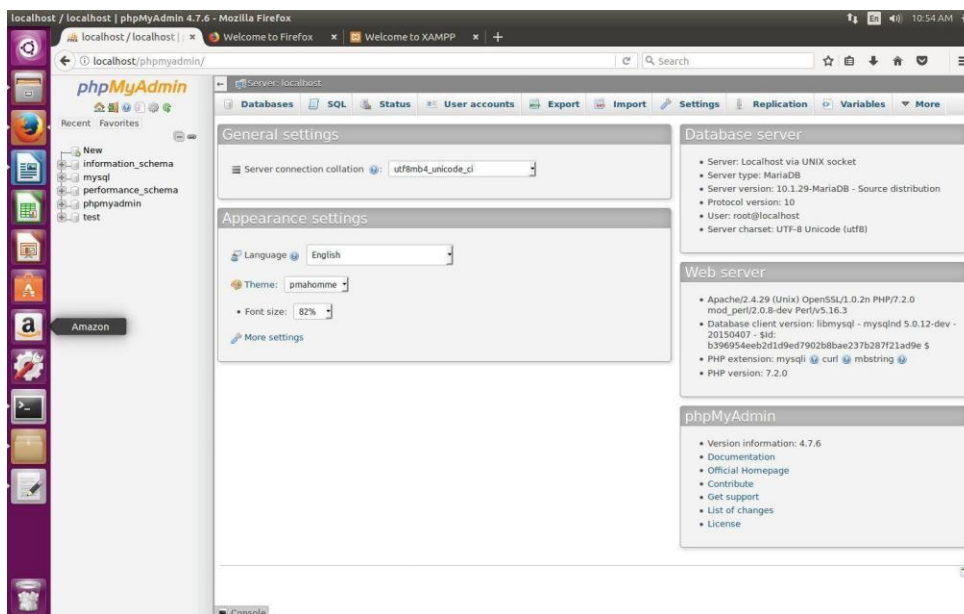 localhost / localhost | phpMyAdmin 4.7.6 - Mozilla Firefox
En 10:54 AM
localhost / localhost | p × Welcome to Firefox × Welcome to XAMPP × +
localhost/phpmyadmin/
Search
phpMyAdmin
Recent Favorites
New
information_schema
mysql
performance_schema
phpmyadmin
test
Amazon
Server: localhost
Databases SQL Status User accounts Export Import Settings Replication Variables More
General settings
Server connection collation : utf8mb4_unicode_ci
Appearance settings
Language English
Theme: pmahomme
• Font size: 82%
More settings
Database server
• Server: Localhost via UNIX socket
• Server type: MariaDB
• Server version: 10.1.29-MariaDB - Source distribution
• Protocol version: 10
• User: root@localhost
• Server charset: UTF-8 Unicode (utf8)
Web server
• Apache/2.4.29 (Unix) OpenSSL/1.0.2n PHP/7.2.0
mod_perl/2.0.8-dev Perl/v5.16.3
• Database client version: libmysql - mysqlnd 5.0.12-dev -
20150407 - $Id:
b396954eeb2d1d9ed7902b8bae237b287f21ad9e $
• PHP extension: mysqli curl mbstring
• PHP version: 7.2.0
phpMyAdmin
• Version information: 4.7.6
• Documentation
• Official Homepage
• Contribute
• Get support
• List of changes
• License
Console